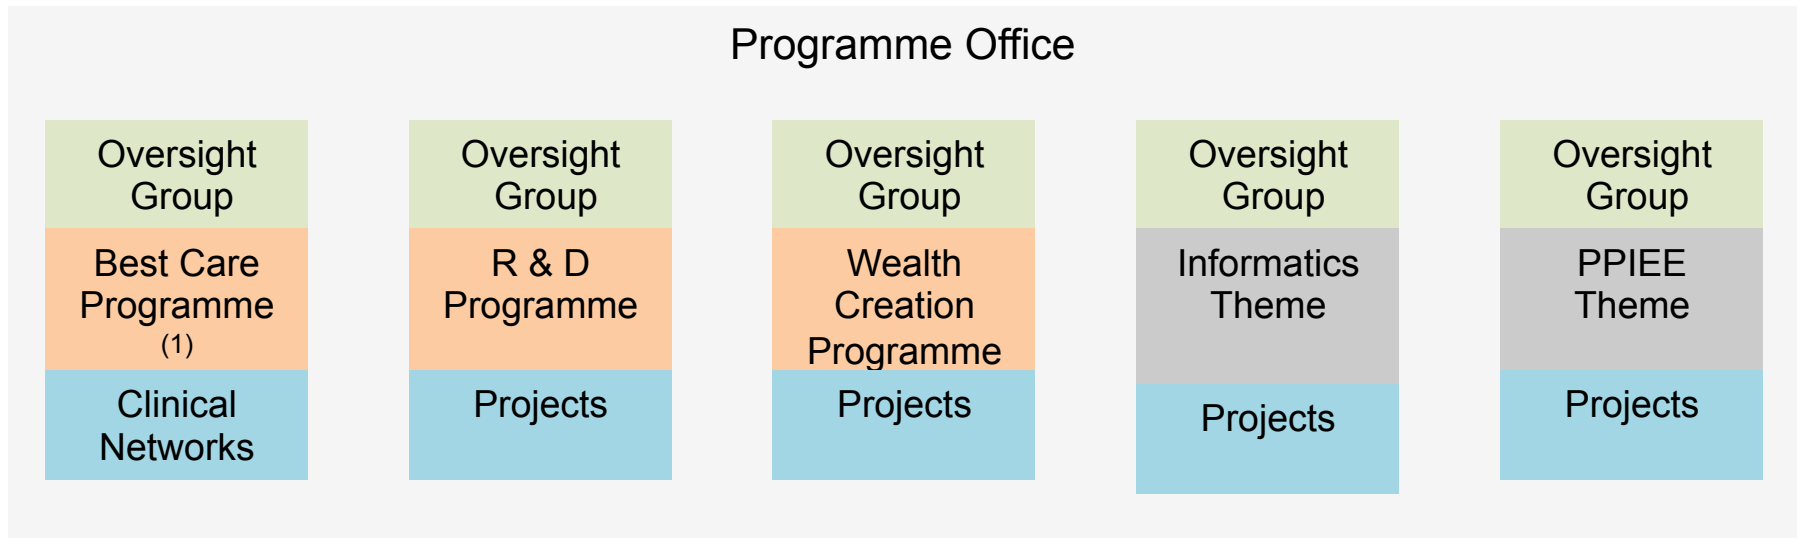 Programme Office
Oversight
Group
Best Care
Programme
(1)
Clinical
Networks
Oversight
Group
R & D
Programme
Projects
Oversight
Group
Wealth
Creation
Programme
Projects
Oversight
Group
Informatics
Theme
Projects
Oversight
Group
PPIEE
Theme
Projects